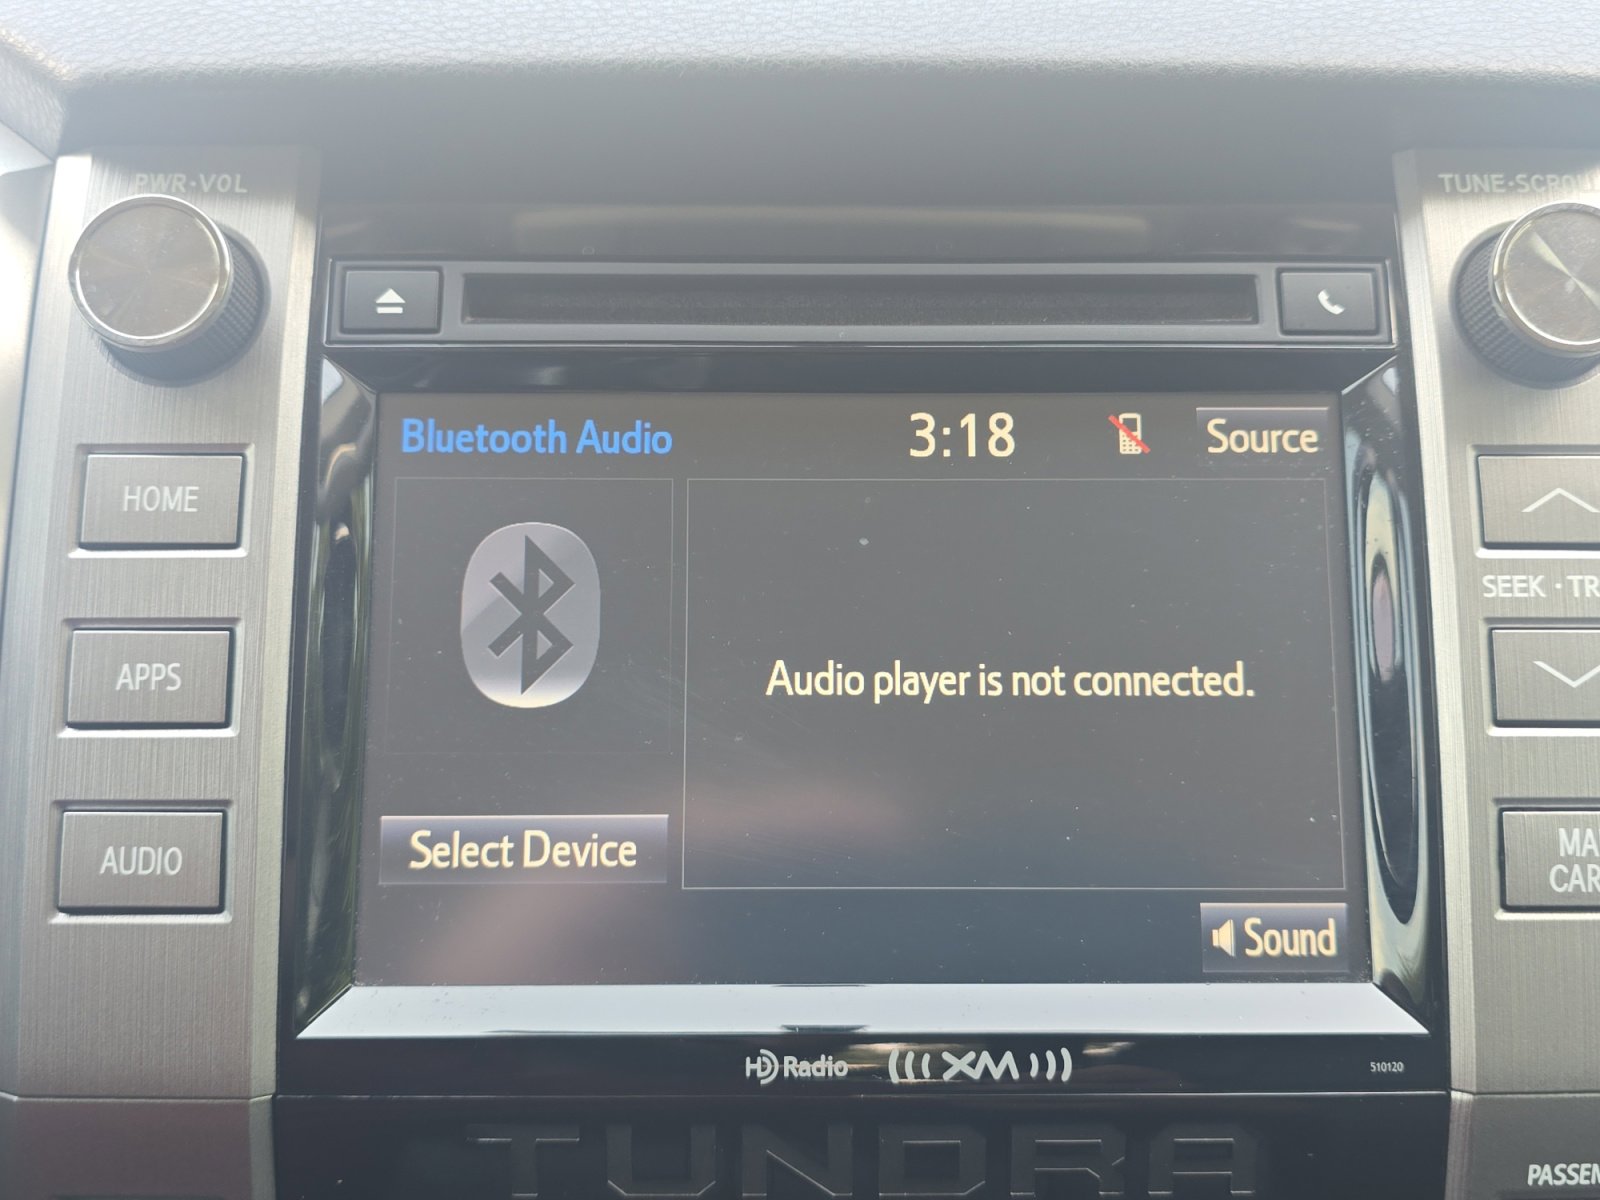 PWR·VOL
TUNE·SCROLL
Bluetooth Audio
3:18
Source
HOME
SEEK ·
APPS
Audio player is not connected.
Select Device
AUDIO
Sound
HD Radio
XM
510120
TUNDRA